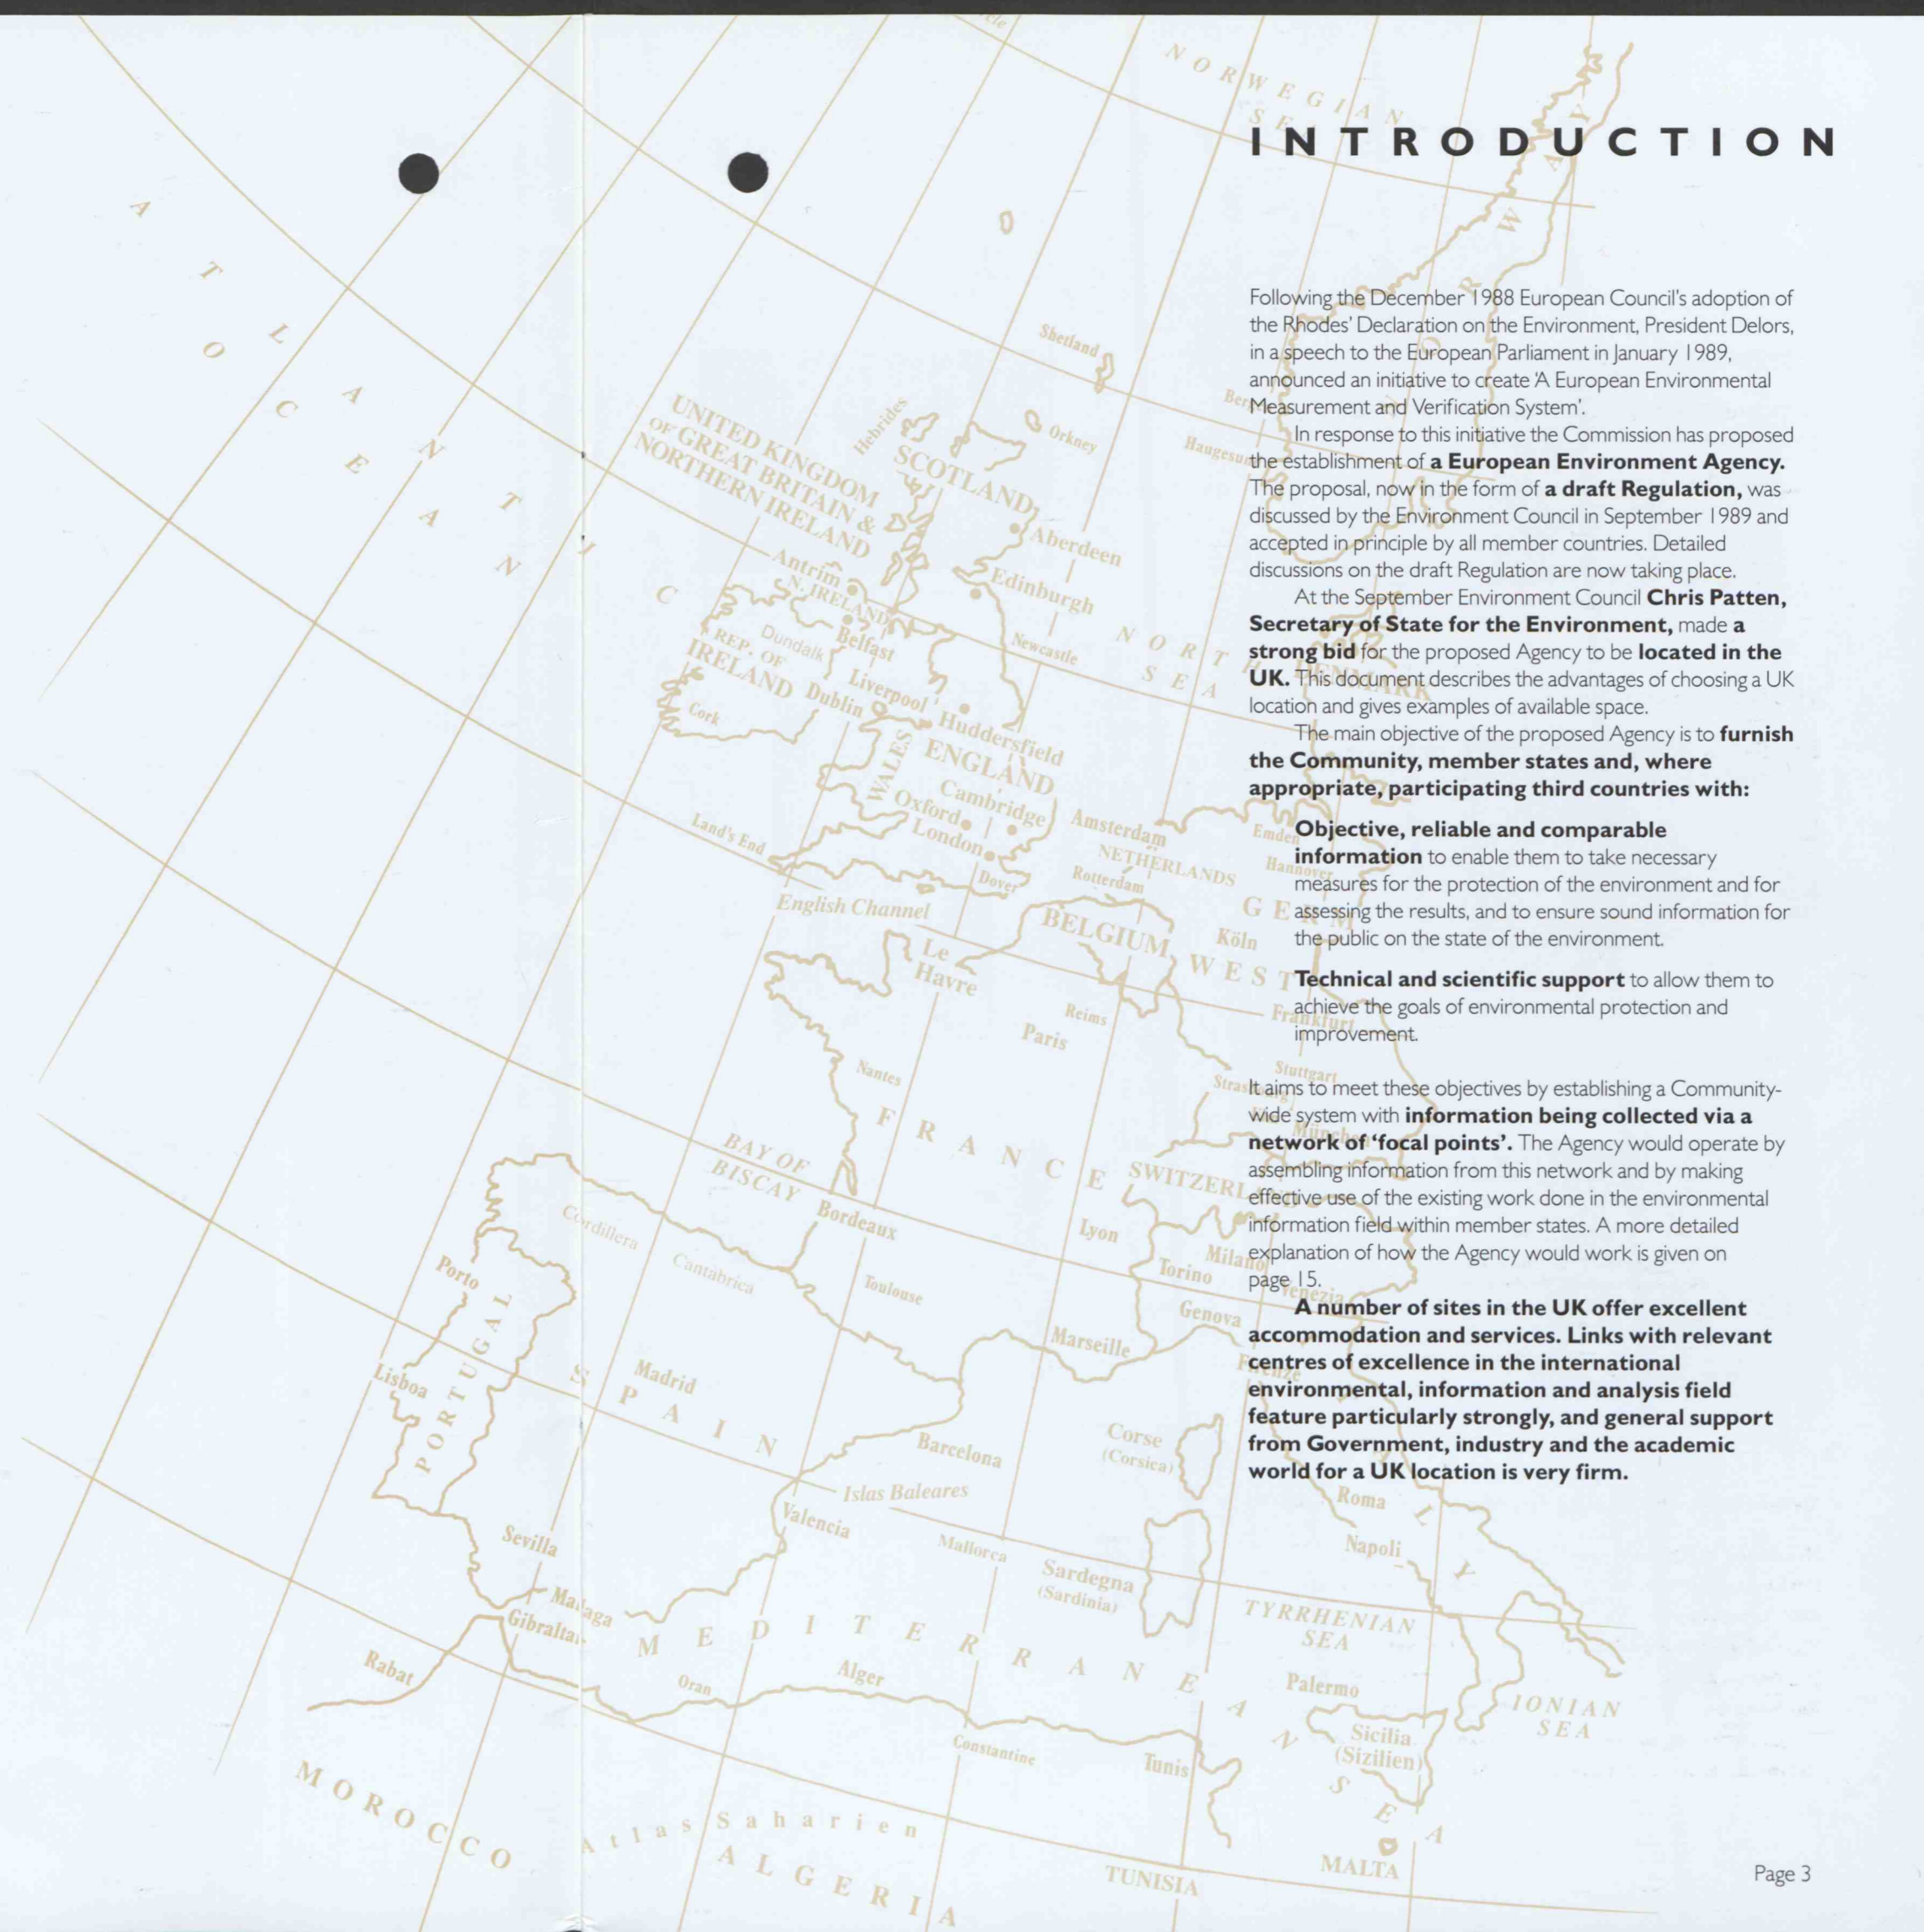 INTRODUCTION
Following the December 1988 European Council's adoption of
the Rhodes' Declaration on the Environment, President Delors,
in a speech to the European Parliament in January 1989,
announced an initiative to create 'A European Environmental
Measurement and Verification System'.
In response to this initiative the Commission has proposed
the establishment of a European Environment Agency.
The proposal, now in the form of a draft Regulation, was
discussed by the Environment Council in September 1989 and
accepted in principle by all member countries. Detailed
discussions on the draft Regulation are now taking place.
At the September Environment Council Chris Patten,
Secretary of State for the Environment, made a
strong bid for the proposed Agency to be located in the
UK. This document describes the advantages of choosing a UK
location and gives examples of available space.
The main objective of the proposed Agency is to furnish
the Community, member states and, where
appropriate, participating third countries with:
Objective, reliable and comparable
information to enable them to take necessary
measures for the protection of the environment and for
assessing the results, and to ensure sound information for
the public on the state of the environment.
Technical and scientific support to allow them to
achieve the goals of environmental protection and
improvement.
It aims to meet these objectives by establishing a Community-
wide system with information being collected via a
network of 'focal points'. The Agency would operate by
assembling information from this network and by making
effective use of the existing work done in the environmental
information field within member states. A more detailed
explanation of how the Agency would work is given on
page 15.
A number of sites in the UK offer excellent
accommodation and services. Links with relevant
centres of excellence in the international
environmental, information and analysis field
feature particularly strongly, and general support
from Government, industry and the academic
world for a UK location is very firm.
Page 3
NORWEGIAN
SEA
NORWAY
ATLANTIC
OCEAN
Shetland
Orkney
Hebrides
UNITED KINGDOM
OF GREAT BRITAIN &
NORTHERN IRELAND
SCOTLAND
Aberdeen
Edinburgh
Antrim
N. IRELAND
Belfast
Newcastle
NORTH
SEA
DENMARK
Dundalk
REP. OF
IRELAND
Dublin
Liverpool
Cork
Huddersfield
WALES
ENGLAND
Cambridge
Oxford
London
Land's End
Dover
Amsterdam
NETHERLANDS
Rotterdam
Emden
Hannover
English Channel
BELGIUM
Köln
WEST
Le
Havre
Reims
Paris
Frankfurt
Stuttgart
Nantes
FRANCE
BAY OF
BISCAY
Bordeaux
Lyon
Milano
Torino
Venezia
Genova
Cordillera
Cantábrica
Toulouse
Marseille
Porto
PORTUGAL
Lisboa
SPAIN
Madrid
Barcelona
Corse
(Corsica)
Islas Baleares
Valencia
Mallorca
Sardegna
(Sardinia)
ITALY
Roma
Napoli
Sevilla
Malaga
Gibraltar
MEDITERRANEAN SEA
TYRRHENIAN
SEA
Palermo
Sicilia
(Sizilien)
IONIAN
SEA
Rabat
Oran
Alger
Constantine
Tunis
MOROCCO
Atlas Saharien
ALGERIA
TUNISIA
MALTA